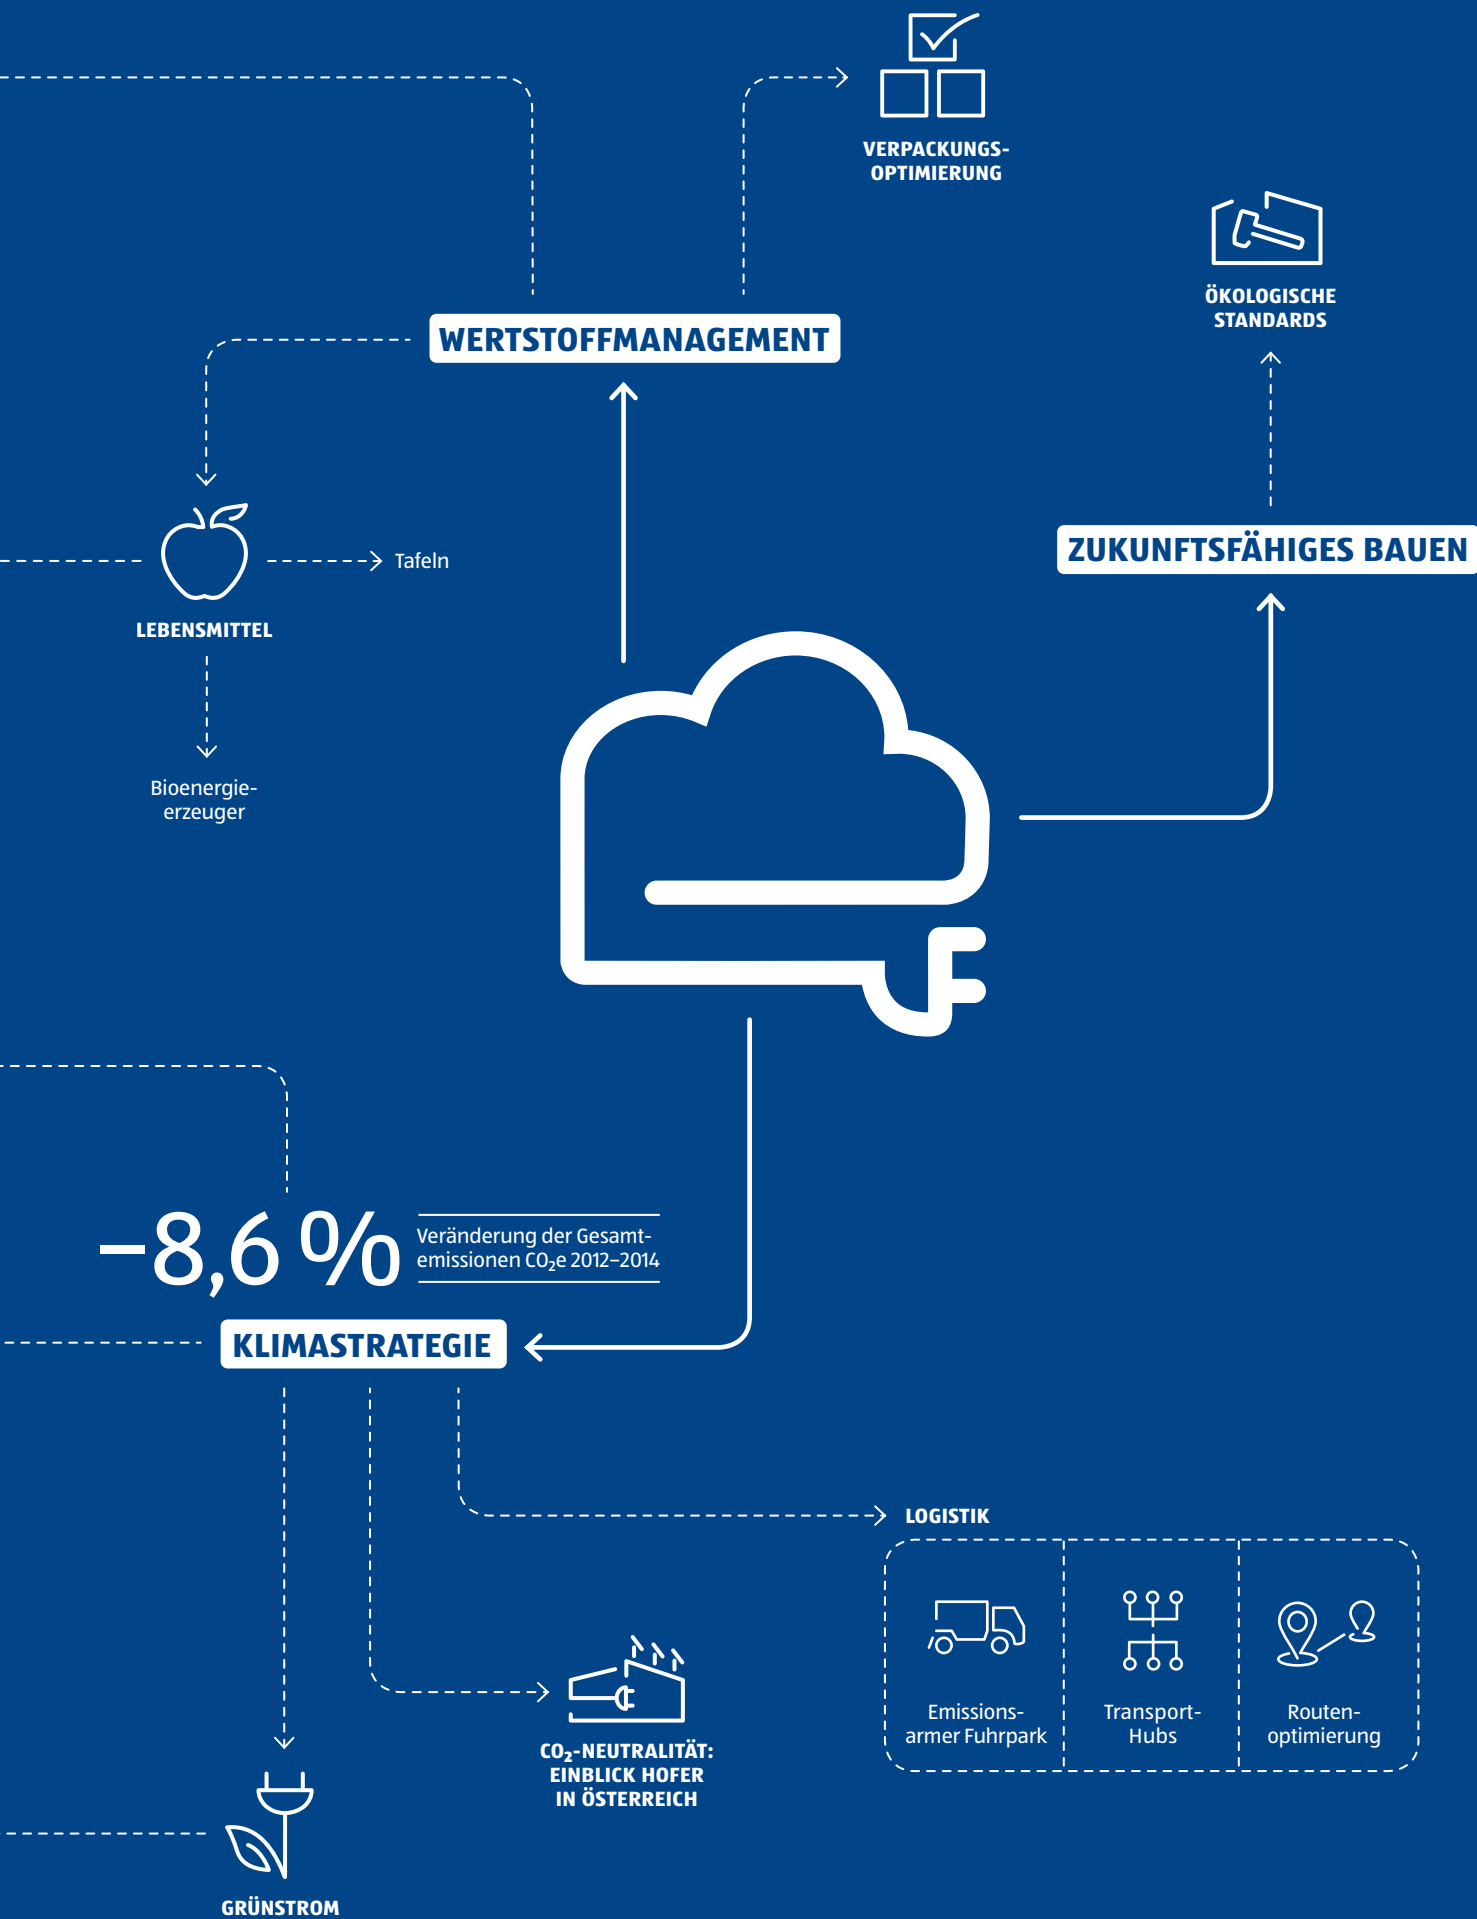 VERPACKUNGS-
OPTIMIERUNG
ÖKOLOGISCHE
STANDARDS
WERTSTOFFMANAGEMENT
ZUKUNFTSFÄHIGES BAUEN
Tafeln
LEBENSMITTEL
Bioenergie-
erzeuger
–8,6 %
Veränderung der Gesamt-
emissionen CO₂e 2012–2014
KLIMASTRATEGIE
LOGISTIK
Emissions-
armer Fuhrpark
Transport-
Hubs
Routen-
optimierung
CO₂-NEUTRALITÄT:
EINBLICK HOFER
IN ÖSTERREICH
GRÜNSTROM